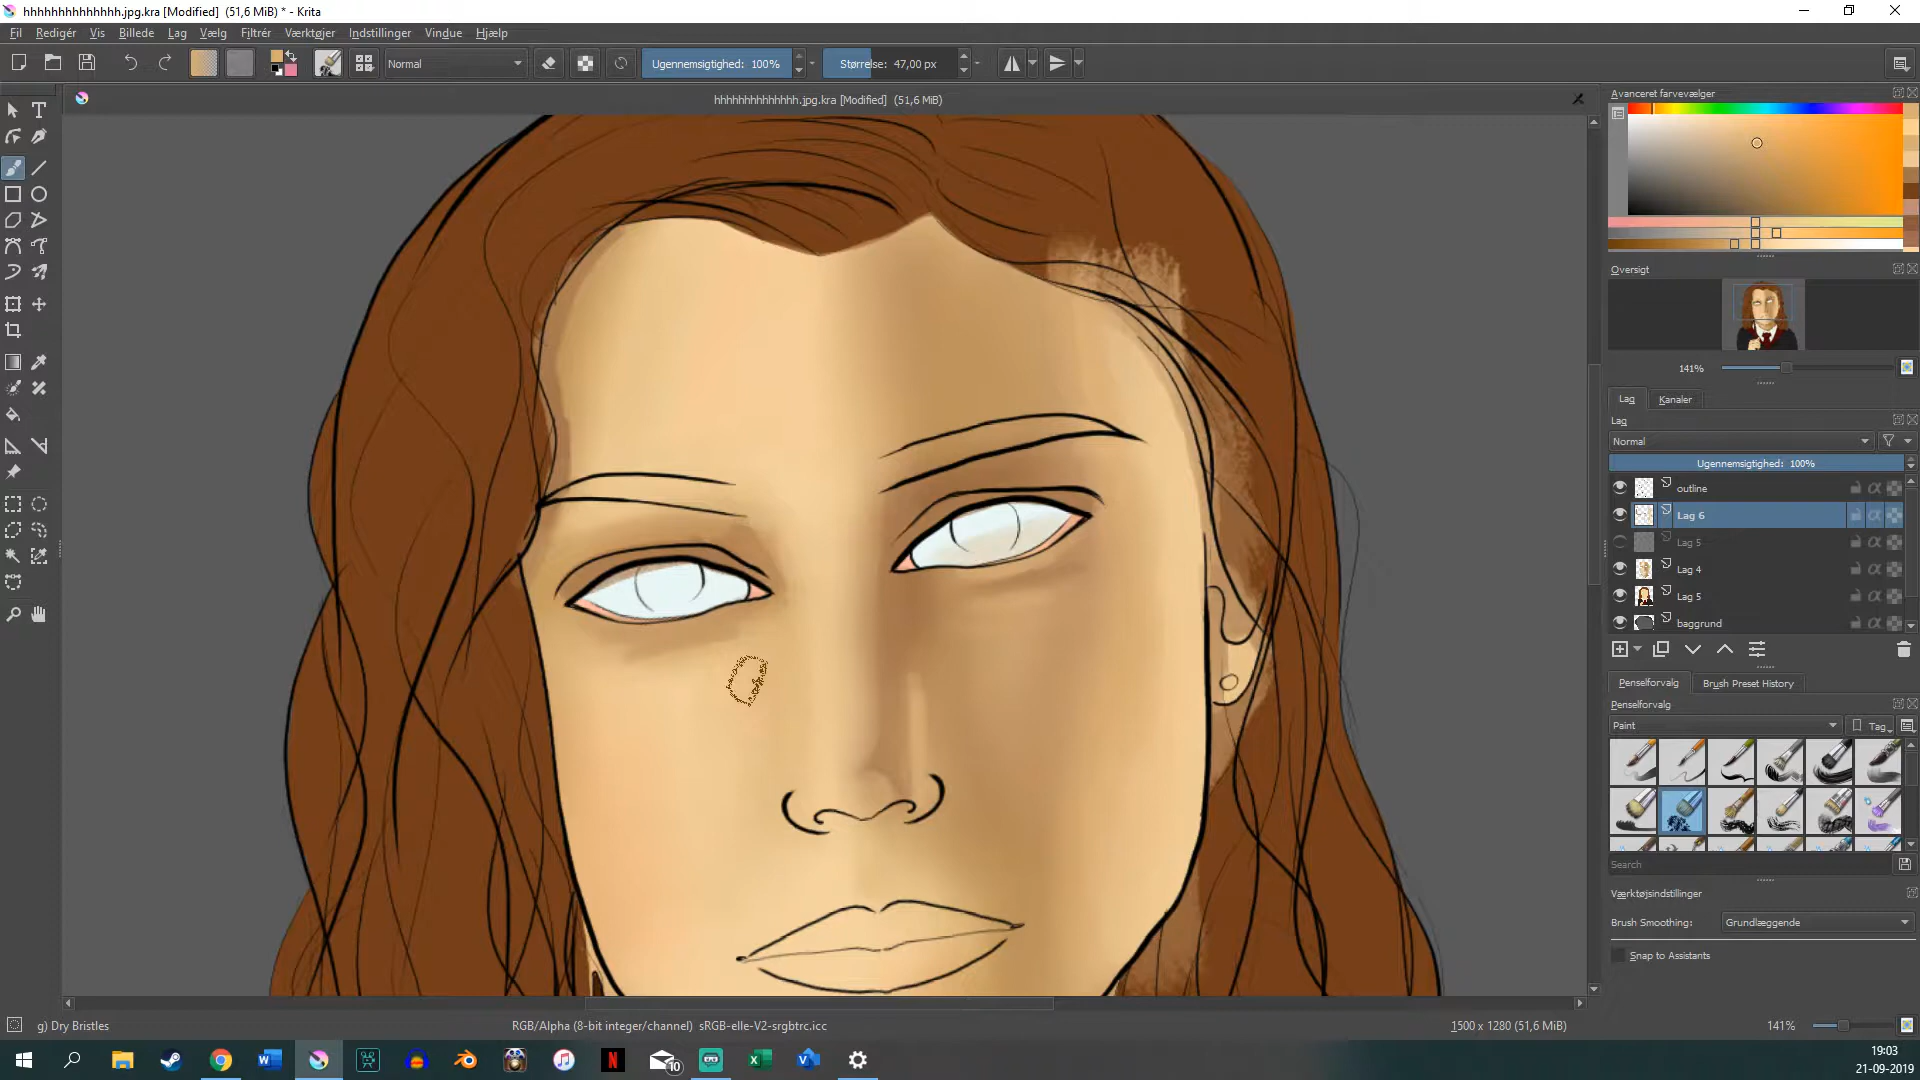 hhhhhhhhhhhhhh.jpg.kra [Modified]  (51,6 MiB) * - Krita
Fil Redigér Vis Billede Lag Vælg Filtrér Værktøjer Indstillinger Vindue Hjælp
Normal Ugennemsigtighed: 100% Størrelse: 47,00 px
hhhhhhhhhhhhhh.jpg.kra [Modified]  (51,6 MiB)
Avanceret farvevælger
Oversigt
141%
Lag Kanaler
Lag
Normal
Ugennemsigtighed: 100%
outline
Lag 6
Lag 5
Lag 4
Lag 5
baggrund
Penselforvalg Brush Preset History
Penselforvalg
Paint Tag
Search
Værktøjsindstillinger
Brush Smoothing: Grundlæggende
Snap to Assistants
g) Dry Bristles RGB/Alpha (8-bit integer/channel)  sRGB-elle-V2-srgbtrc.icc 1500 x 1280 (51,6 MiB) 141%
10
19:03
21-09-2019